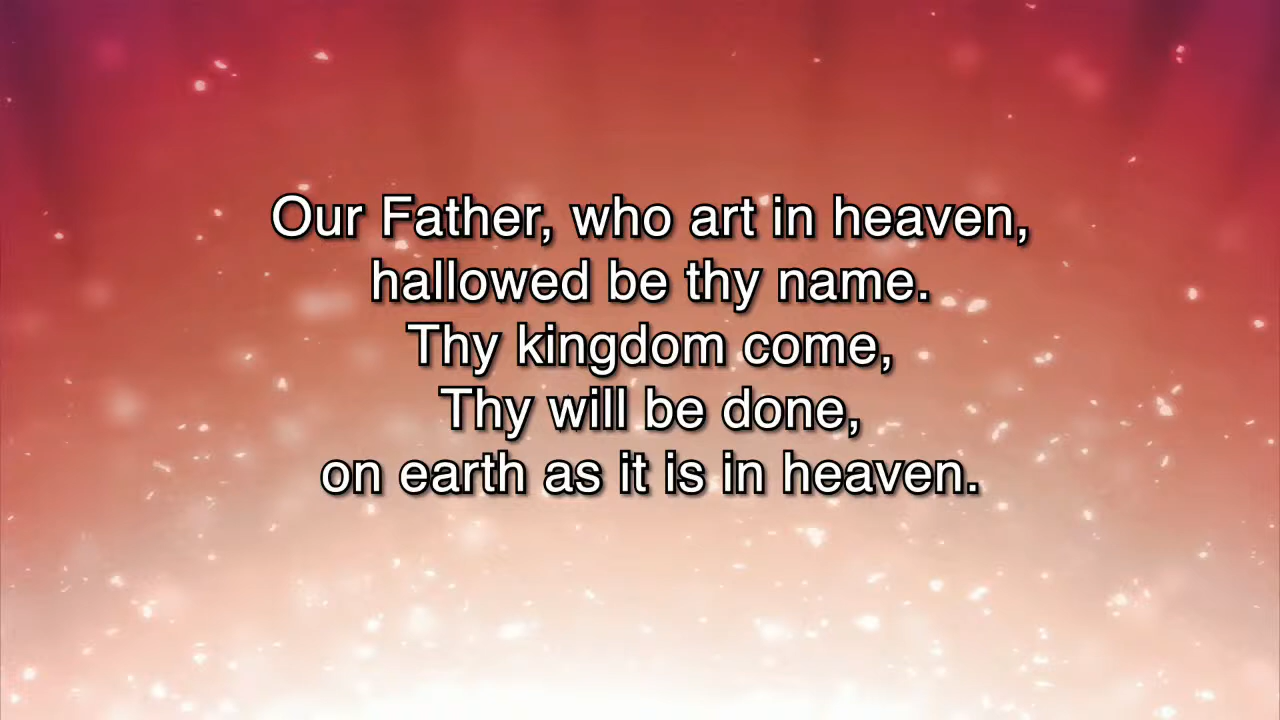 Our Father, who art in heaven,
hallowed be thy name.
Thy kingdom come,
Thy will be done,
on earth as it is in heaven.